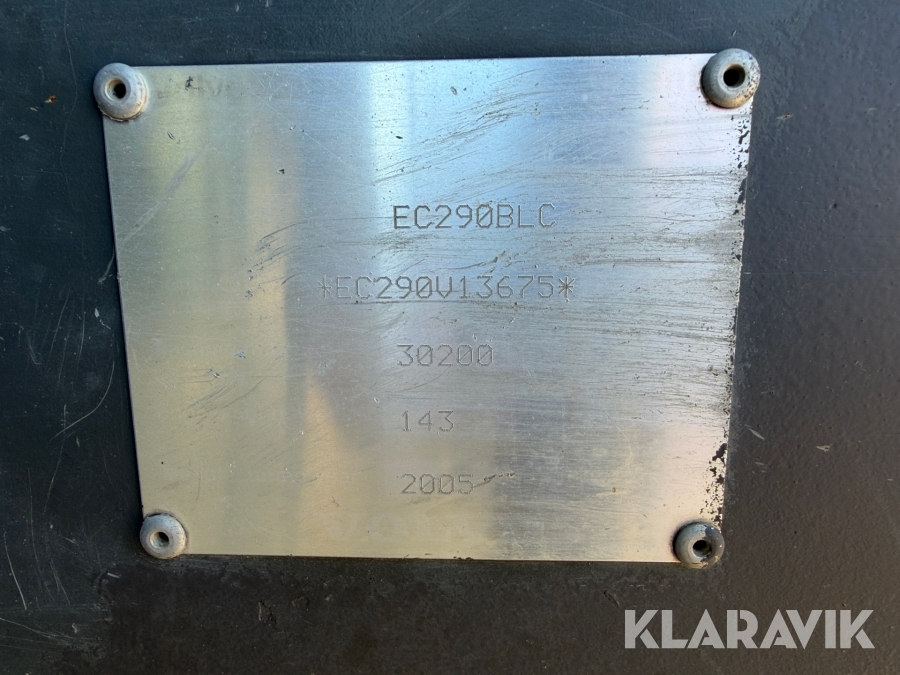 EC290BLC
*EC290V13675*
30200
143
2005
KLARAVIK